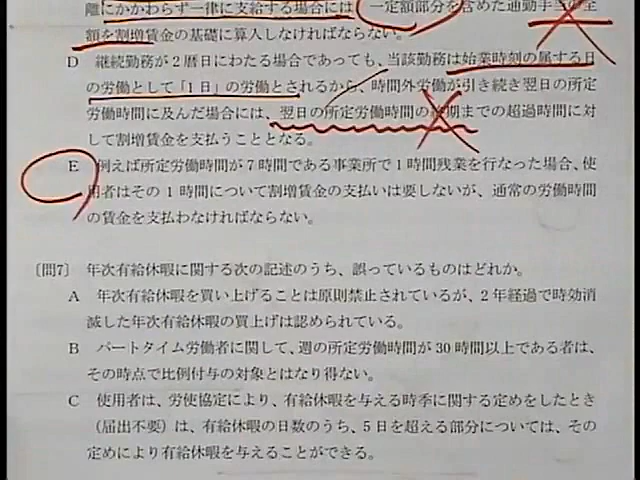 離にかかわらず一律に支給する場合には 一定額部分を含めた通勤手当の全
額を割増賃金の基礎に算入しなければならない。
D 継続勤務が2暦日にわたる場合であっても、当該勤務は始業時刻の属する日
の労働として「1日」の労働とされるから、時間外労働が引き続き翌日の所定
労働時間に及んだ場合には、翌日の所定労働時間の終期までの超過時間に対
して割増賃金を支払うこととなる。
E 例えば所定労働時間が7時間である事業所で1時間残業を行なった場合、使
用者はその1時間について割増賃金の支払いは要しないが、通常の労働時間
の賃金を支払わなければならない。
〔問7〕 年次有給休暇に関する次の記述のうち、誤っているものはどれか。
A 年次有給休暇を買い上げることは原則禁止されているが、2年経過で時効消
滅した年次有給休暇の買上げは認められている。
B パートタイム労働者に関して、週の所定労働時間が30時間以上である者は、
その時点で比例付与の対象とはなり得ない。
C 使用者は、労使協定により、有給休暇を与える時季に関する定めをしたとき
（届出不要）は、有給休暇の日数のうち、5日を超える部分については、その
定めにより有給休暇を与えることができる。